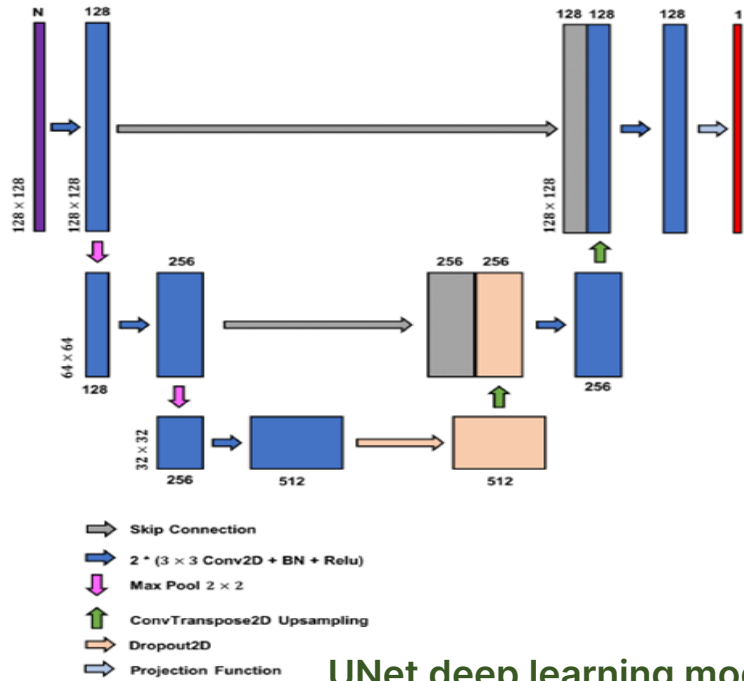 N 128 128 128 128 1
128 × 128
128 × 128
128 × 128
256 256 256
64 × 64
128 256
32 × 32
256 512 512
Skip Connection
2 * (3 × 3 Conv2D + BN + Relu)
Max Pool 2 × 2
ConvTranspose2D Upsampling
Dropout2D
Projection Function
UNet deep learning mo